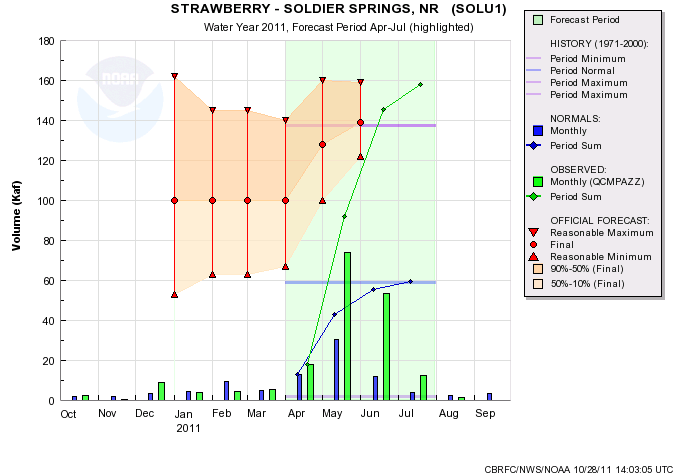 STRAWBERRY - SOLDIER SPRINGS, NR (SOLU1)
Water Year 2011, Forecast Period Apr-Jul (highlighted)
Volume (Kaf)
180
160
140
120
100
80
60
40
20
0
NOAA
Oct Nov Dec Jan Feb Mar Apr May Jun Jul Aug Sep
2011
Forecast Period
HISTORY (1971-2000):
Period Minimum
Period Normal
Period Maximum
Period Maximum
NORMALS:
Monthly
Period Sum
OBSERVED:
Monthly (QCMPAZZ)
Period Sum
OFFICIAL FORECAST:
Reasonable Maximum
Final
Reasonable Minimum
90%-50% (Final)
50%-10% (Final)
CBRFC/NWS/NOAA 10/28/11 14:03:05 UTC